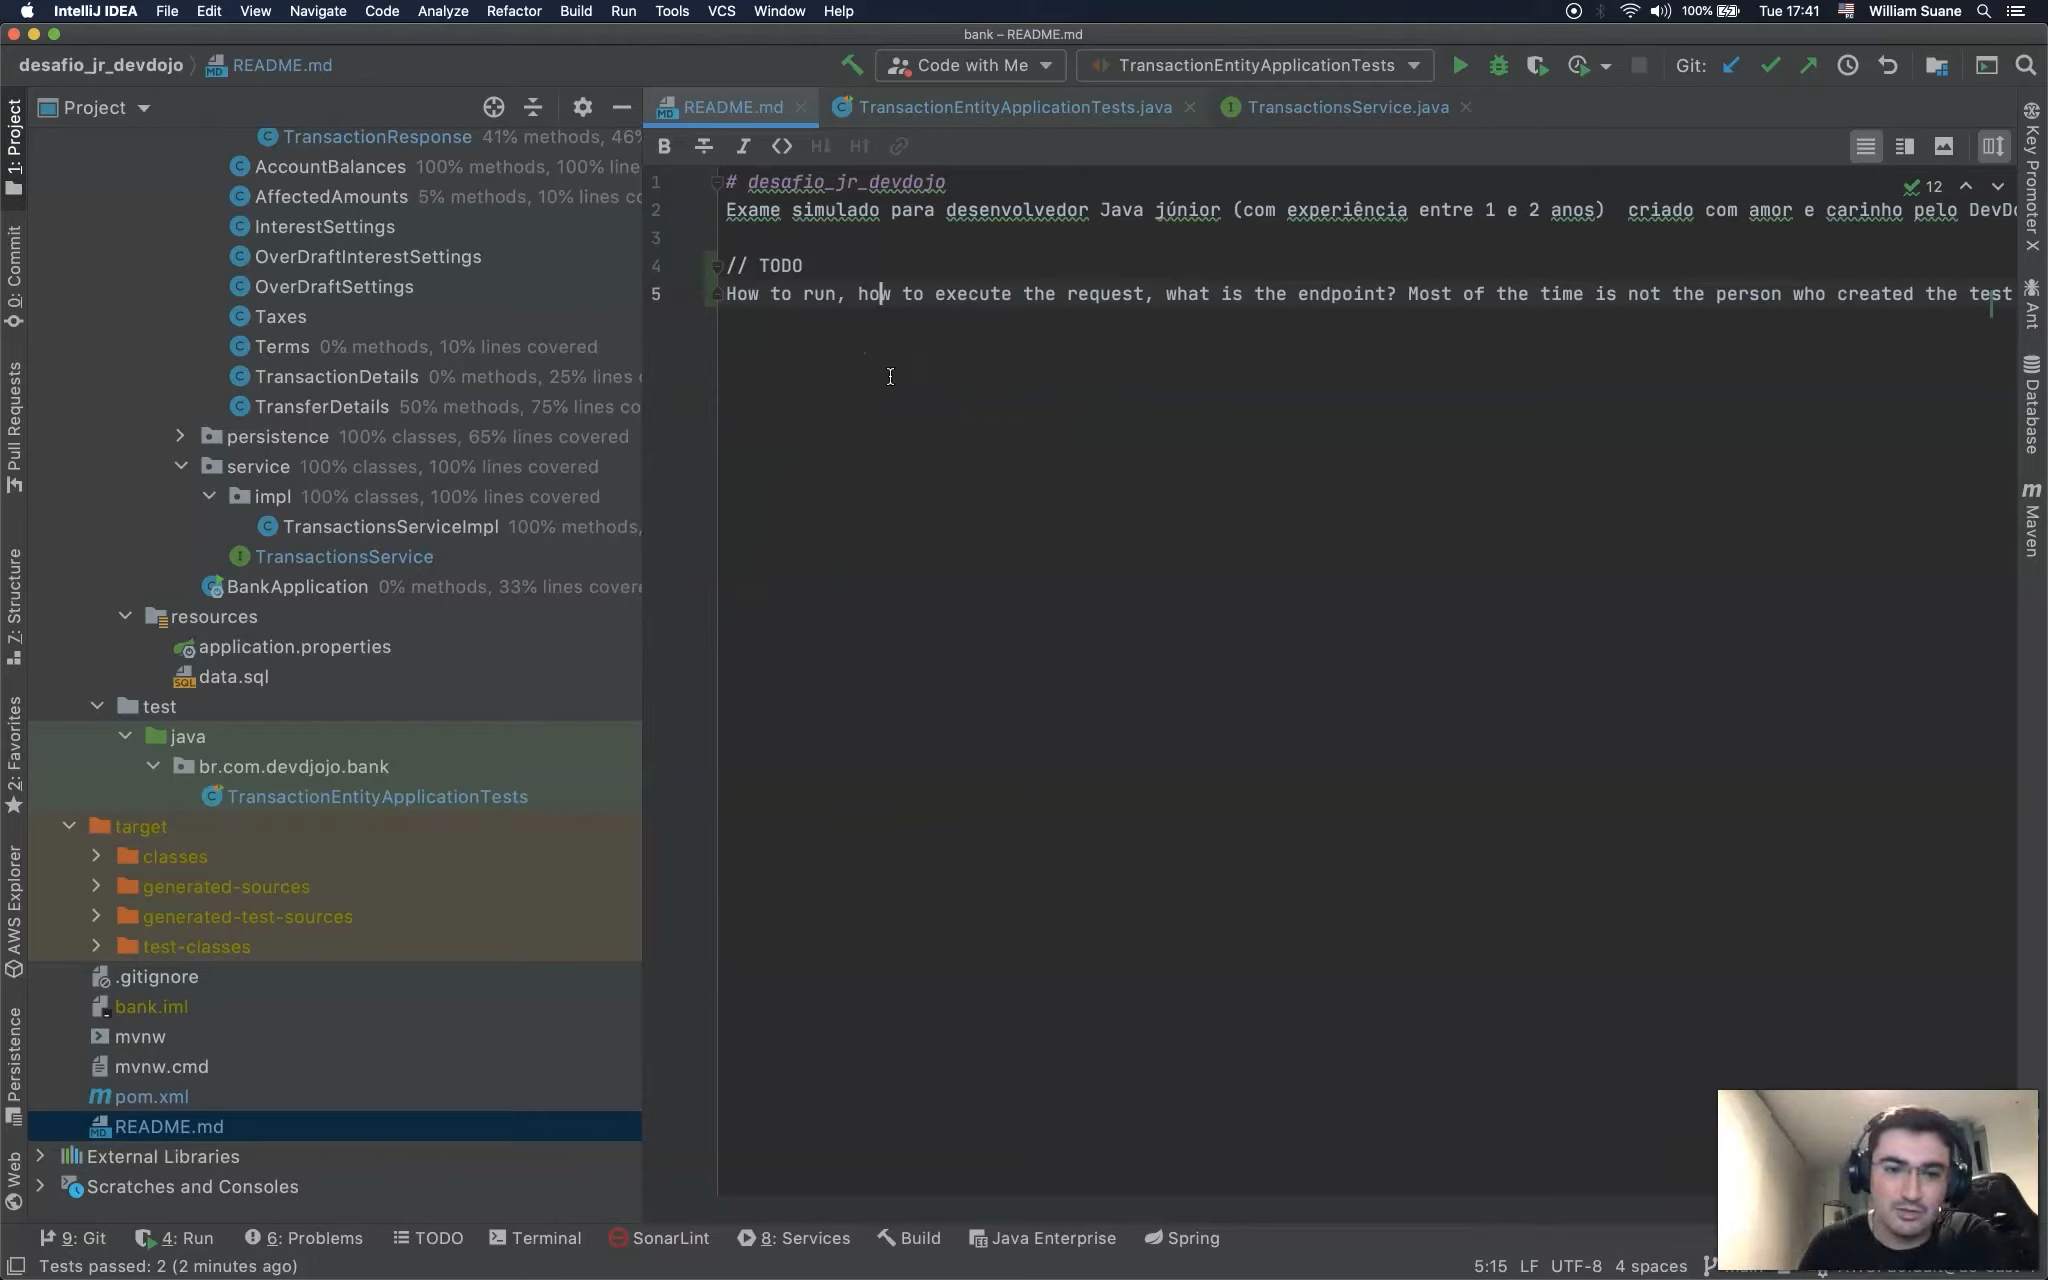 IntelliJ IDEA File Edit View Navigate Code Analyze Refactor Build Run Tools VCS Window Help 100% Tue 17:41 William Suane
bank – README.md
desafio_jr_devdojo README.md Code with Me TransactionEntityApplicationTests Git:
Project README.md TransactionEntityApplicationTests.java TransactionsService.java
TransactionResponse 41% methods, 46%
AccountBalances 100% methods, 100% line
AffectedAmounts 5% methods, 10% lines co
InterestSettings
OverDraftInterestSettings
OverDraftSettings
Taxes
Terms 0% methods, 10% lines covered
TransactionDetails 0% methods, 25% lines
TransferDetails 50% methods, 75% lines co
persistence 100% classes, 65% lines covered
service 100% classes, 100% lines covered
impl 100% classes, 100% lines covered
TransactionsServiceImpl 100% methods,
TransactionsService
BankApplication 0% methods, 33% lines covere
resources
application.properties
data.sql
test
java
br.com.devdjojo.bank
TransactionEntityApplicationTests
target
classes
generated-sources
generated-test-sources
test-classes
.gitignore
bank.iml
mvnw
mvnw.cmd
pom.xml
README.md
External Libraries
Scratches and Consoles
1 # desafio_jr_devdojo
12
2 Exame simulado para desenvolvedor Java júnior (com experiência entre 1 e 2 anos)  criado com amor e carinho pelo DevDo
3
4 // TODO
5 How to run, how to execute the request, what is the endpoint? Most of the time is not the person who created the test
1: Project
0: Commit
Pull Requests
7: Structure
2: Favorites
AWS Explorer
Persistence
Web
Key Promoter X
Ant
Database
Maven
9: Git 4: Run 6: Problems TODO Terminal SonarLint 8: Services Build Java Enterprise Spring
Tests passed: 2 (2 minutes ago) 5:15 LF UTF-8 4 spaces